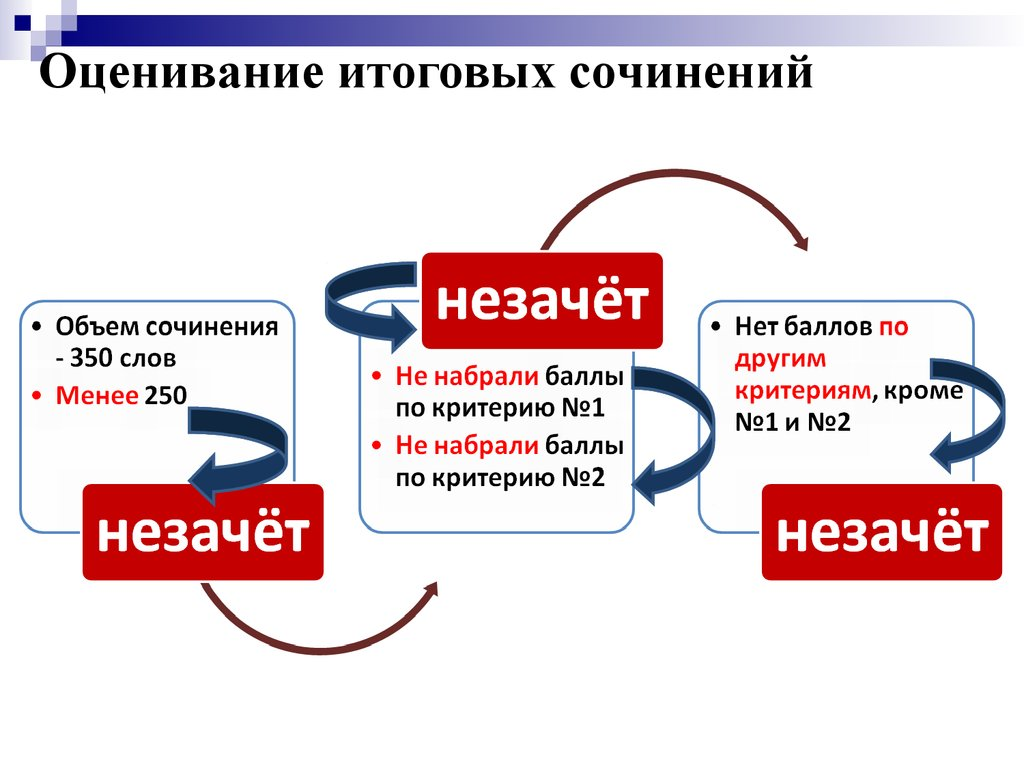 Оценивание итоговых сочинений
• Объем сочинения
- 350 слов
• Менее 250
незачёт
незачёт
• Не набрали баллы
по критерию №1
• Не набрали баллы
по критерию №2
• Нет баллов по
другим
критериям, кроме
№1 и №2
незачёт